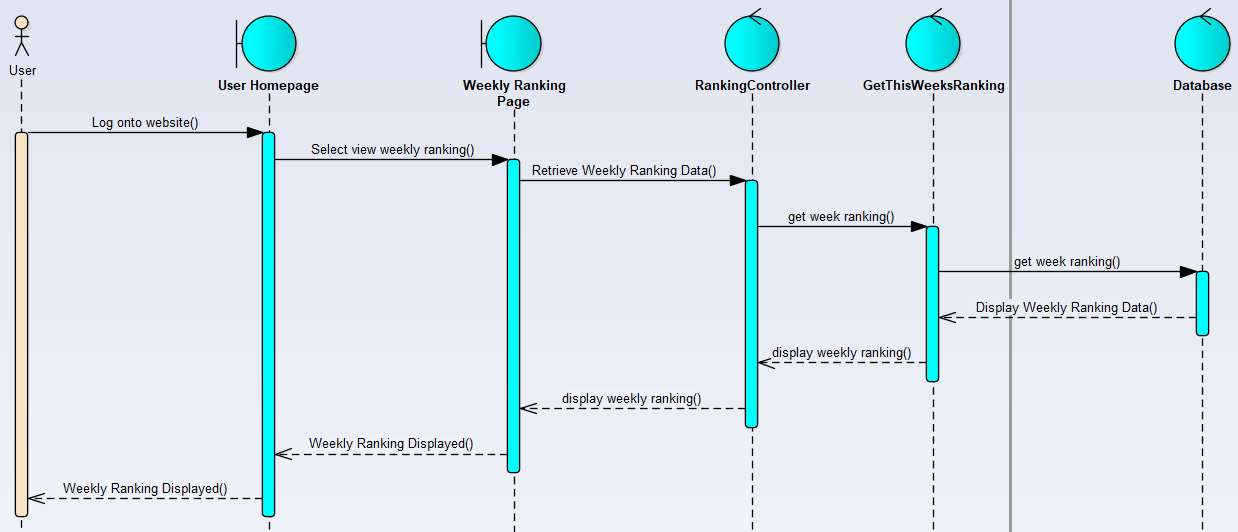 User
User Homepage
Weekly Ranking
Page
RankingController
GetThisWeeksRanking
Database
Log onto website()
Select view weekly ranking()
Retrieve Weekly Ranking Data()
get week ranking()
get week ranking()
Display Weekly Ranking Data()
display weekly ranking()
display weekly ranking()
Weekly Ranking Displayed()
Weekly Ranking Displayed()